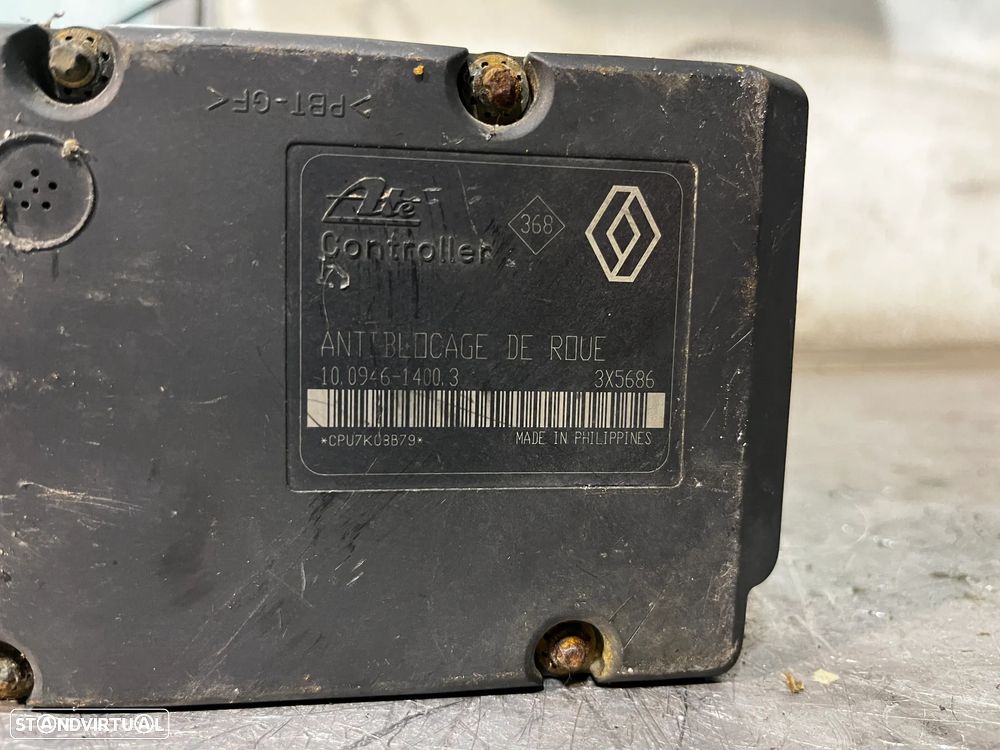 >PBT-GF<
Ate
Controller
368
ANTIBLOCAGE DE ROUE
10.0946-1400.3 3X5686
*CPU7K03B79* MADE IN PHILIPPINES
STANDVIRTUAL